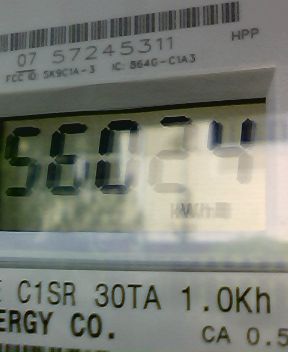 HPP
07 57245311
FCC ID: SK9C1A-3 IC: 864G-C1A3
56024
kWh
C1SR 30TA 1.0Kh
ERGY CO.
CA 0.5